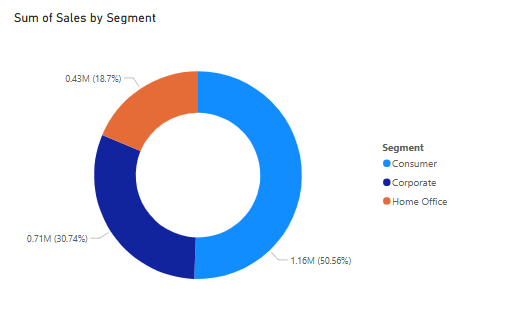 Sum of Sales by Segment
0.43M (18.7%)
Segment
Consumer
Corporate
Home Office
0.71M (30.74%)
1.16M (50.56%)